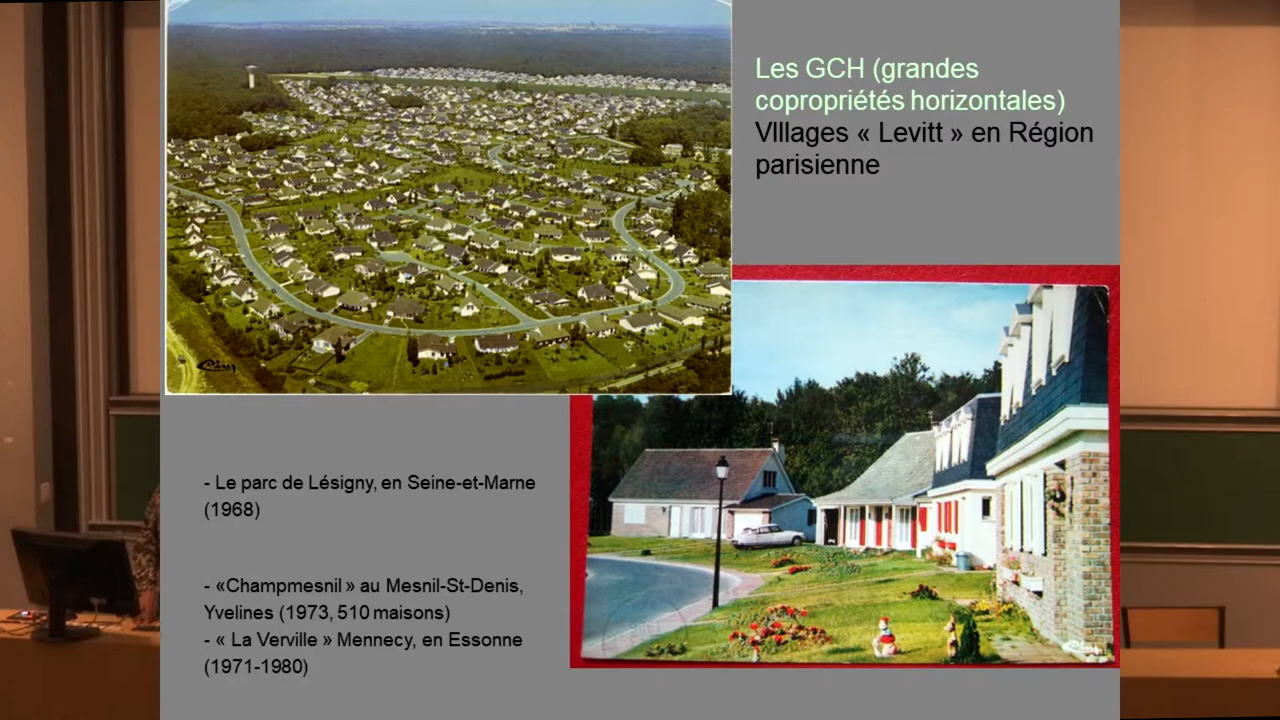 Les GCH (grandes
copropriétés horizontales)
VIllages « Levitt » en Région
parisienne
- Le parc de Lésigny, en Seine-et-Marne
(1968)
- «Champmesnil » au Mesnil-St-Denis,
Yvelines (1973, 510 maisons)
- « La Verville » Mennecy, en Essonne
(1971-1980)